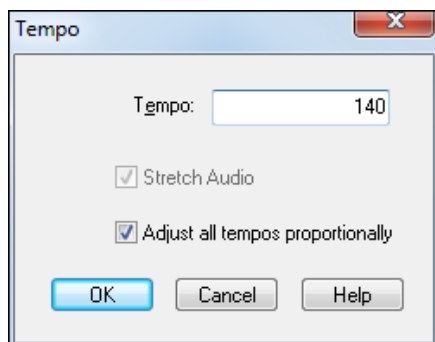 Tempo
Tempo: 140
Stretch Audio
Adjust all tempos proportionally
OK Cancel Help